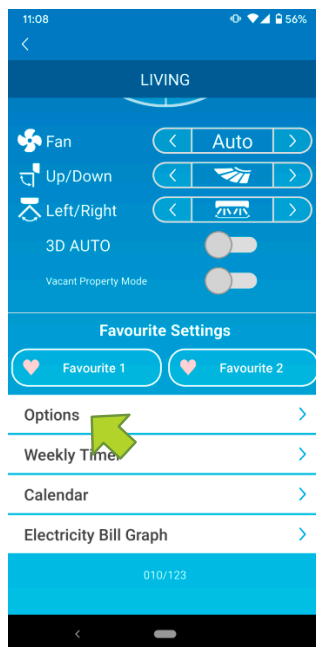 11:08 56%
LIVING
Fan Auto
Up/Down
Left/Right
3D AUTO
Vacant Property Mode
Favourite Settings
Favourite 1 Favourite 2
Options
Weekly Timer
Calendar
Electricity Bill Graph
010/123